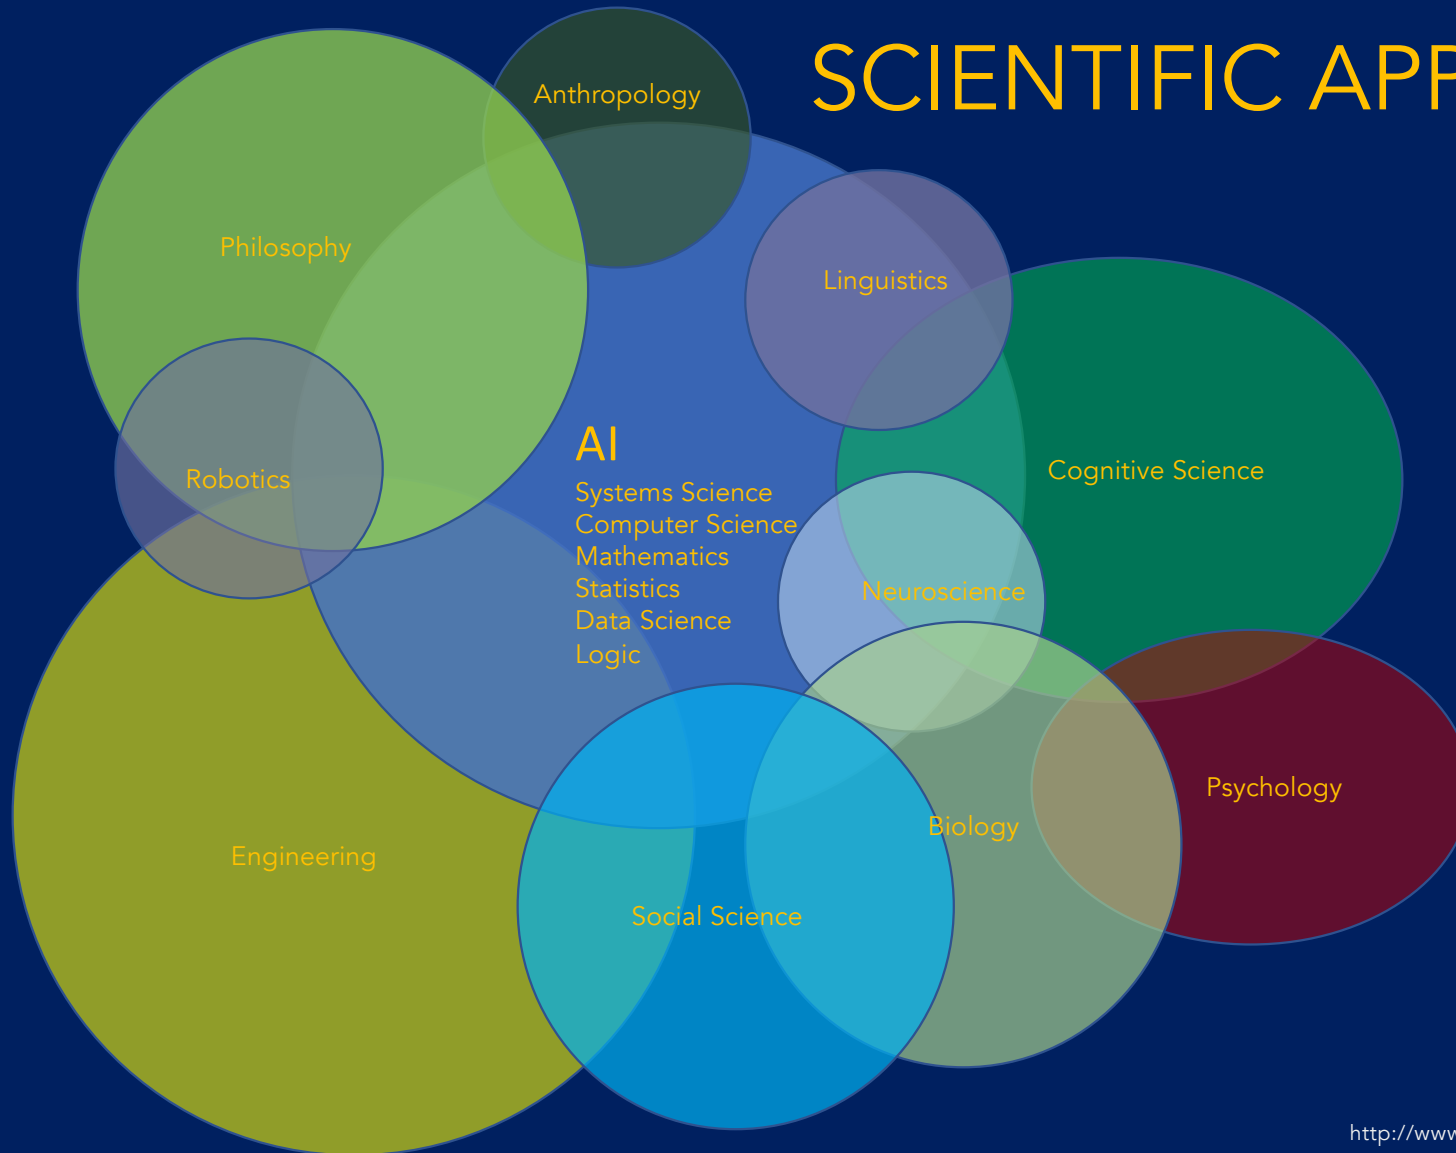 SCIENTIFIC APP
Anthropology
Philosophy
Linguistics
AI
Systems Science
Computer Science
Mathematics
Statistics
Data Science
Logic
Cognitive Science
Robotics
Neuroscience
Psychology
Biology
Engineering
Social Science
http://www